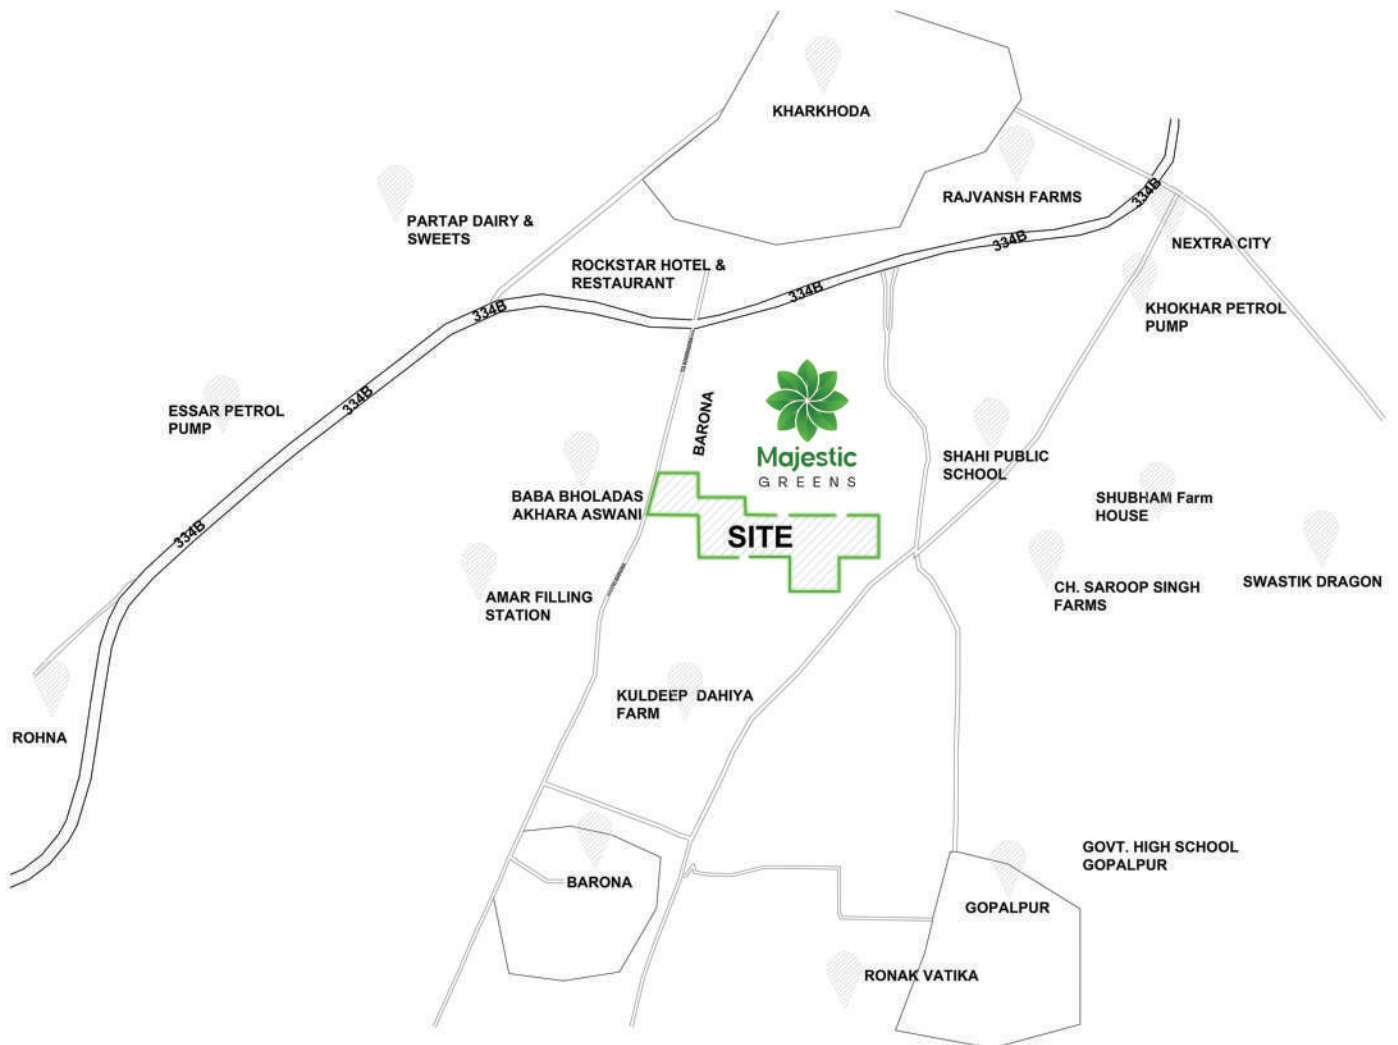 KHARKHODA
RAJVANSH FARMS
334B
PARTAP DAIRY &
SWEETS
334B
NEXTRA CITY
ROCKSTAR HOTEL &
RESTAURANT
334B
KHOKHAR PETROL
PUMP
334B
334B
ESSAR PETROL
PUMP
BARONA
Majestic
GREENS
SHAHI PUBLIC
SCHOOL
BABA BHOLADAS
AKHARA ASWANI
SHUBHAM Farm
HOUSE
334B
SITE
AMAR FILLING
STATION
CH. SAROOP SINGH
FARMS
SWASTIK DRAGON
KULDEEP DAHIYA
FARM
ROHNA
GOVT. HIGH SCHOOL
GOPALPUR
BARONA
GOPALPUR
RONAK VATIKA